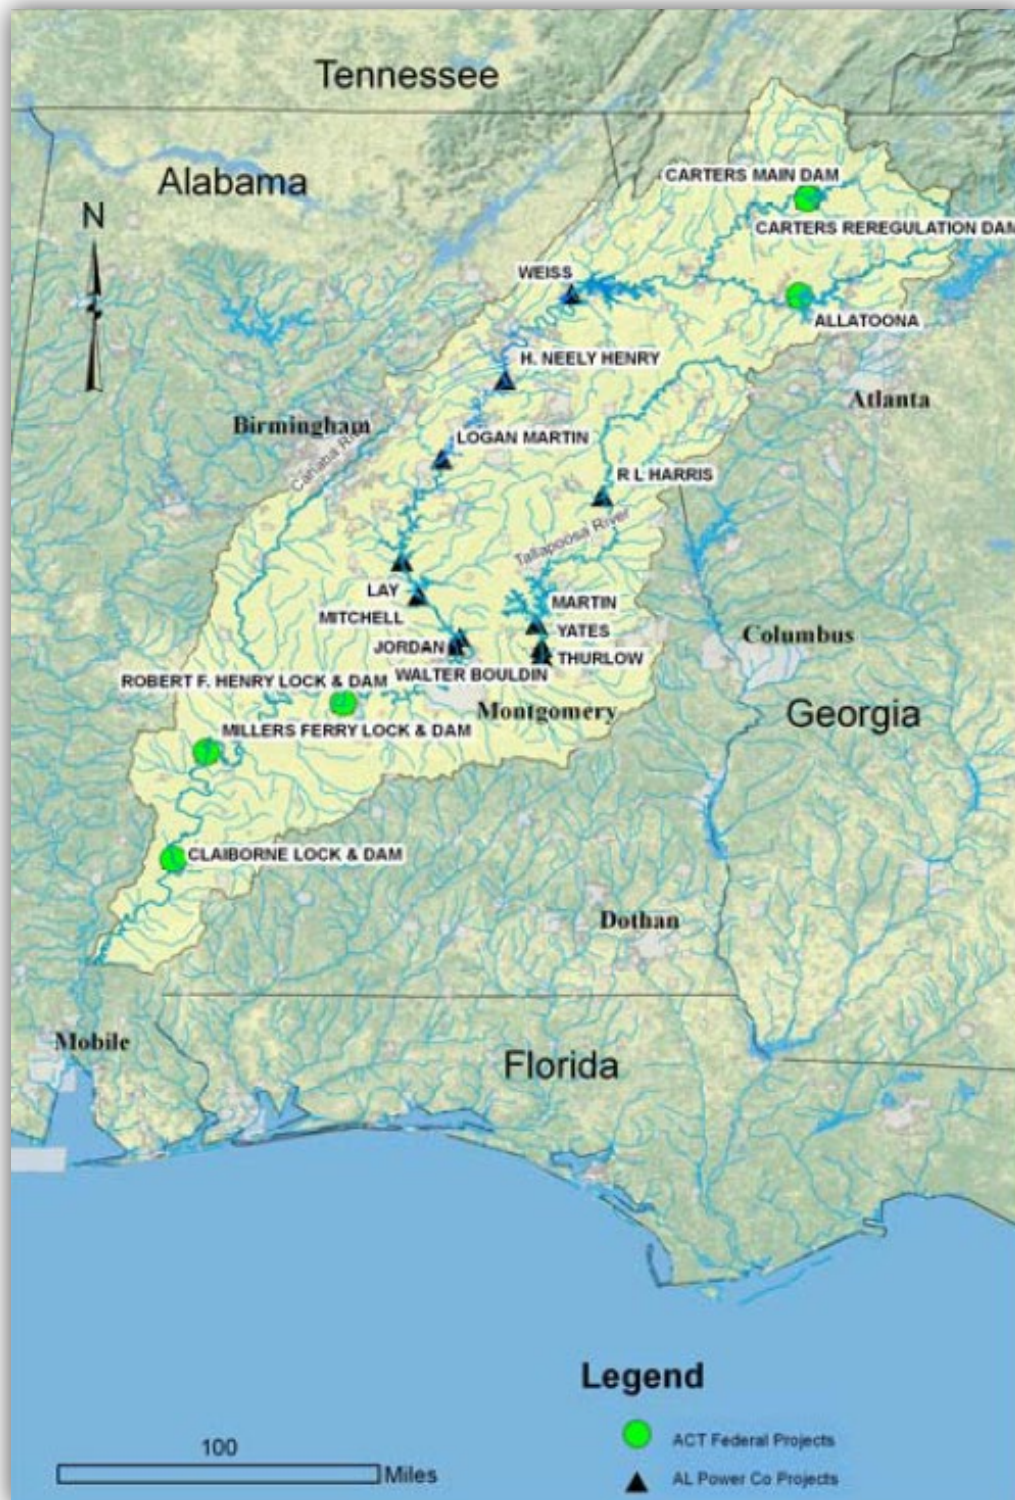 Tennessee
Alabama
N
CARTERS MAIN DAM
CARTERS REREGULATION DAM
WEISS
ALLATOONA
H. NEELY HENRY
Atlanta
Birmingham
LOGAN MARTIN
Cahaba River
R L HARRIS
Tallapoosa River
LAY
MARTIN
MITCHELL
YATES
Columbus
JORDAN
THURLOW
WALTER BOULDIN
ROBERT F. HENRY LOCK & DAM
Montgomery
Georgia
MILLERS FERRY LOCK & DAM
CLAIBORNE LOCK & DAM
Dothan
Mobile
Florida
Legend
ACT Federal Projects
AL Power Co Projects
100
Miles